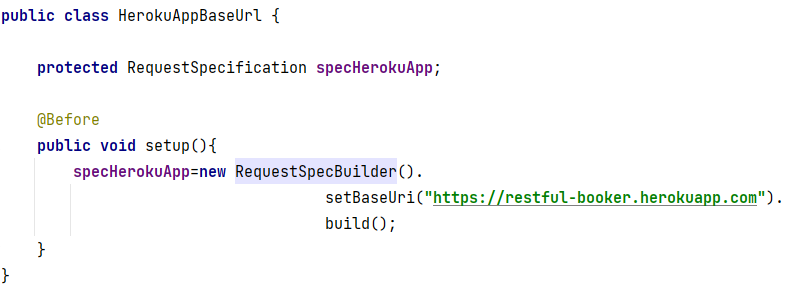 public class HerokuAppBaseUrl {
protected RequestSpecification specHerokuApp;
@Before
public void setup(){
specHerokuApp=new RequestSpecBuilder().
setBaseUri("https://restful-booker.herokuapp.com").
build();
}
}